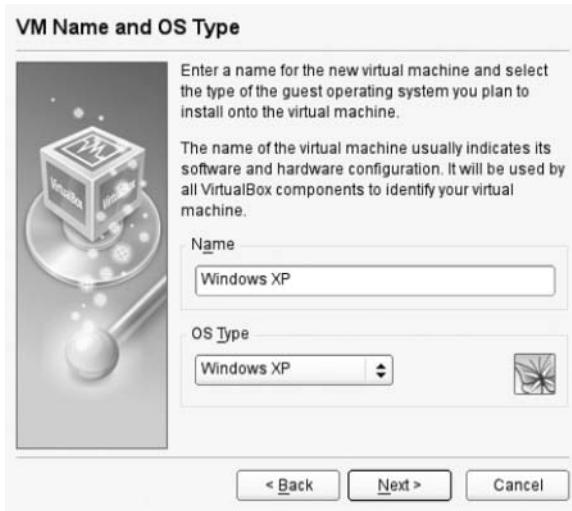 VM Name and OS Type
Enter a name for the new virtual machine and select
the type of the guest operating system you plan to
install onto the virtual machine.
The name of the virtual machine usually indicates its
software and hardware configuration. It will be used by
all VirtualBox components to identify your virtual
machine.
Name
Windows XP
OS Type
Windows XP
VirtualBox
< Back
Next >
Cancel